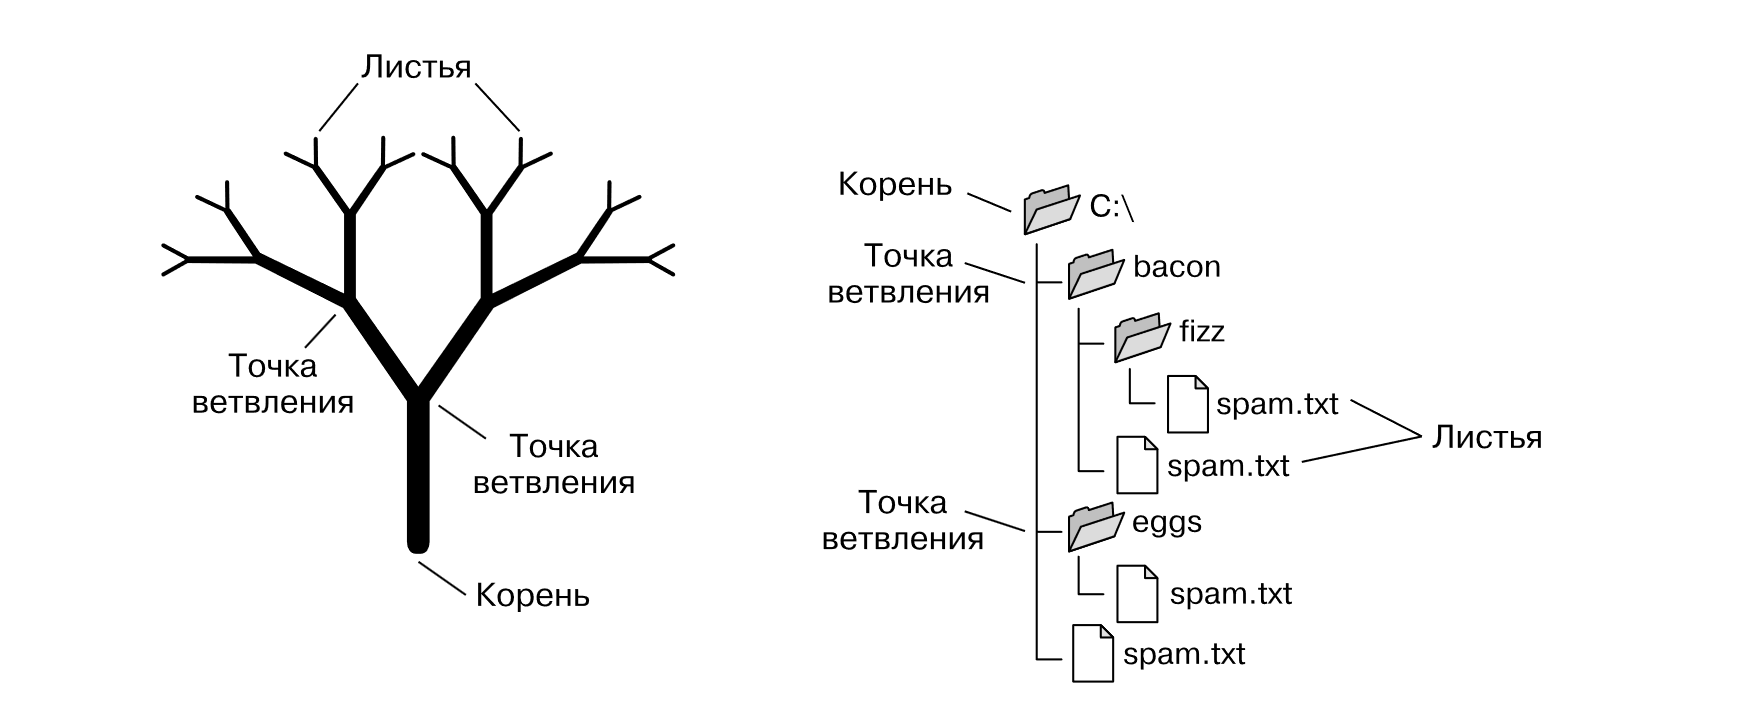 Листья
Точка
ветвления
Точка
ветвления
Корень
Корень
C:\
Точка
ветвления
bacon
fizz
spam.txt
Листья
spam.txt
Точка
ветвления
eggs
spam.txt
spam.txt